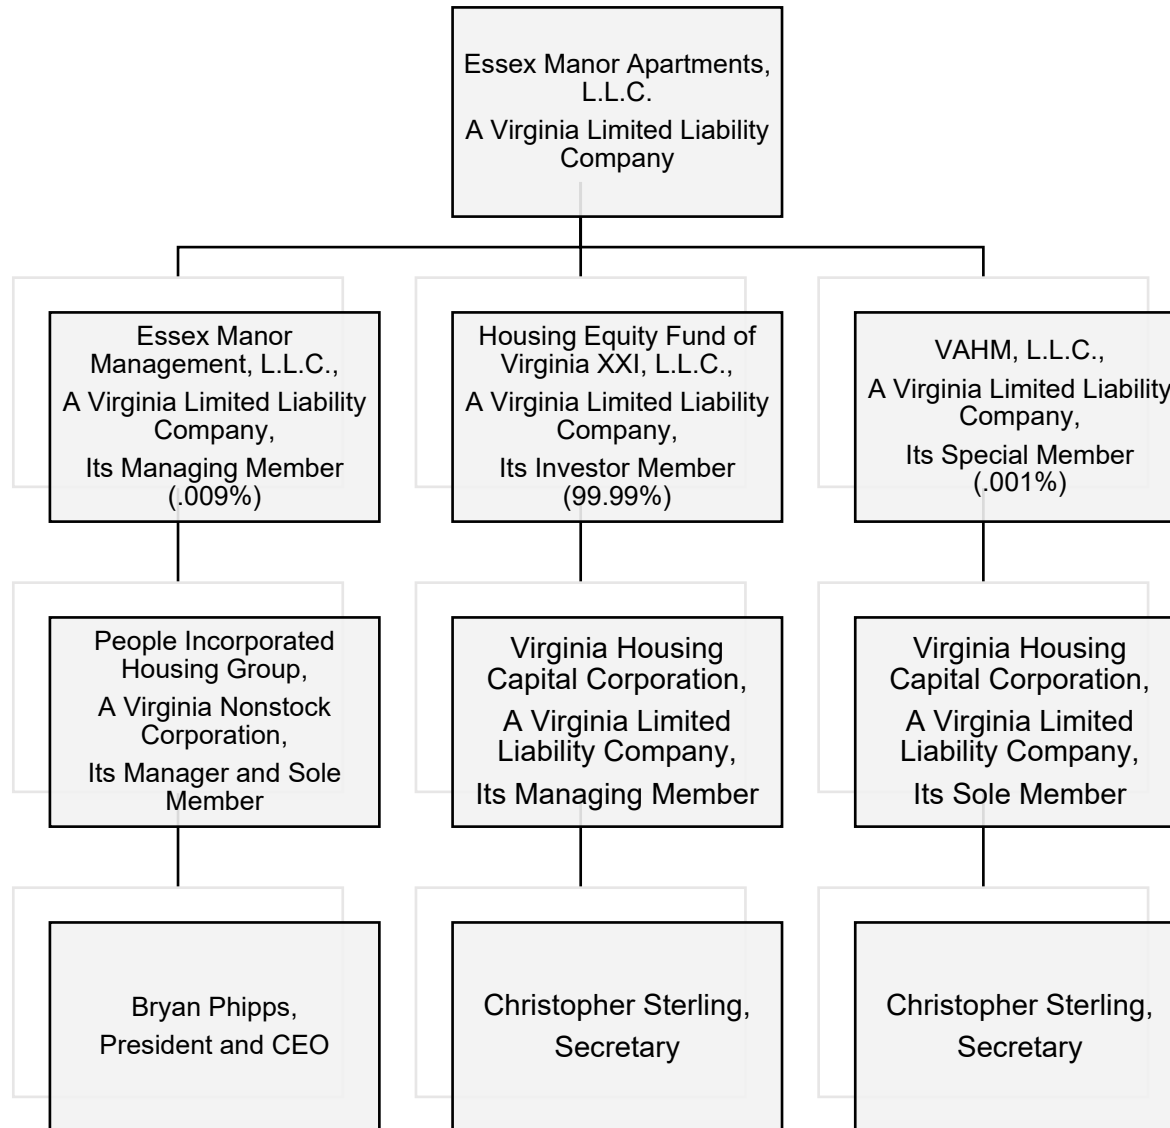 Essex Manor Apartments,
L.L.C.
A Virginia Limited Liability
Company
Essex Manor
Management, L.L.C.,
A Virginia Limited Liability
Company,
Its Managing Member
(.009%)
Housing Equity Fund of
Virginia XXI, L.L.C.,
A Virginia Limited Liability
Company,
Its Investor Member
(99.99%)
VAHM, L.L.C.,
A Virginia Limited Liability
Company,
Its Special Member
(.001%)
People Incorporated
Housing Group,
A Virginia Nonstock
Corporation,
Its Manager and Sole
Member
Virginia Housing
Capital Corporation,
A Virginia Limited
Liability Company,
Its Managing Member
Virginia Housing
Capital Corporation,
A Virginia Limited
Liability Company,
Its Sole Member
Bryan Phipps,
President and CEO
Christopher Sterling,
Secretary
Christopher Sterling,
Secretary